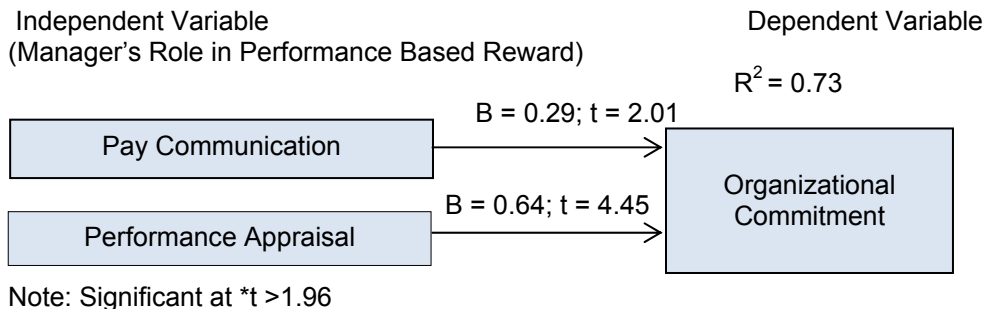 Independent Variable
Dependent Variable
(Manager's Role in Performance Based Reward)
R² = 0.73
B = 0.29; t = 2.01
Pay Communication
Organizational
Commitment
B = 0.64; t = 4.45
Performance Appraisal
Note: Significant at *t >1.96